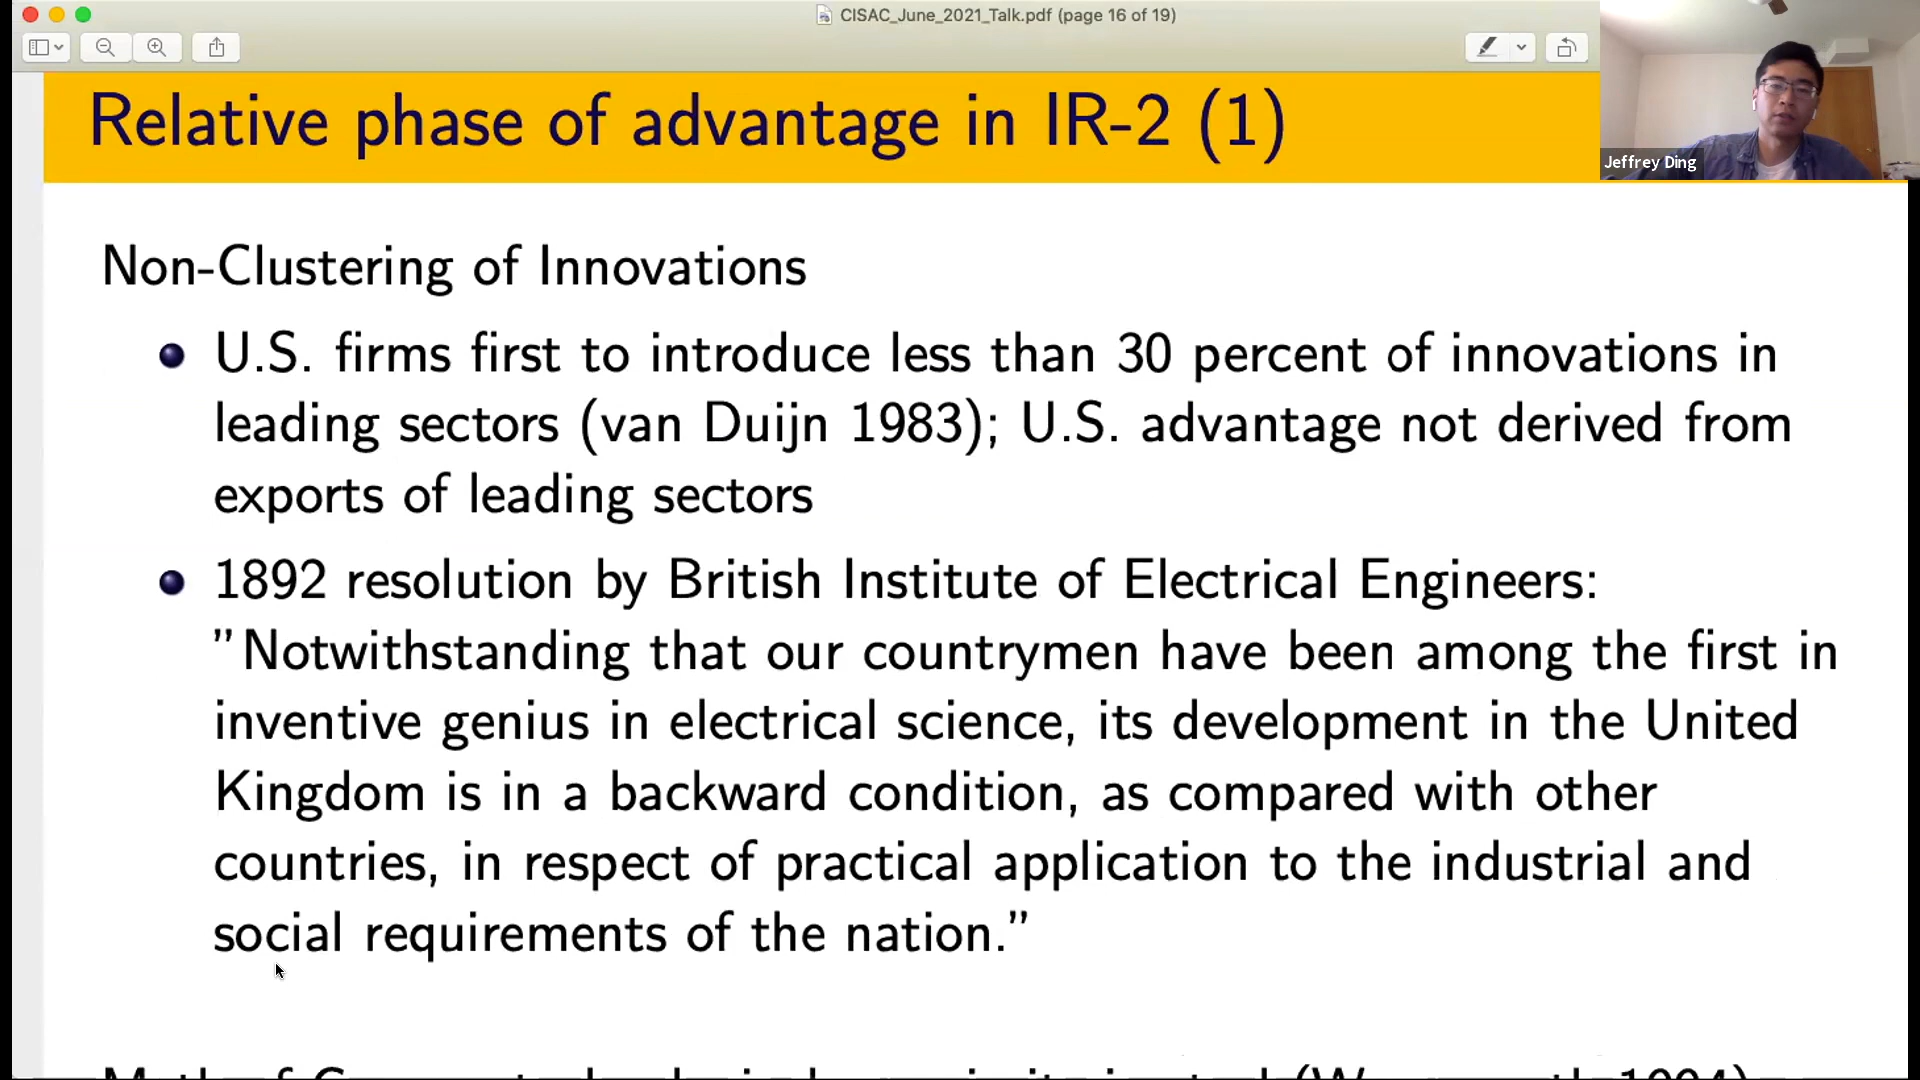 CISAC_June_2021_Talk.pdf (page 16 of 19)
Relative phase of advantage in IR-2 (1)
Jeffrey Ding
Non-Clustering of Innovations
U.S. firms first to introduce less than 30 percent of innovations in
leading sectors (van Duijn 1983); U.S. advantage not derived from
exports of leading sectors
1892 resolution by British Institute of Electrical Engineers:
"Notwithstanding that our countrymen have been among the first in
inventive genius in electrical science, its development in the United
Kingdom is in a backward condition, as compared with other
countries, in respect of practical application to the industrial and
social requirements of the nation."